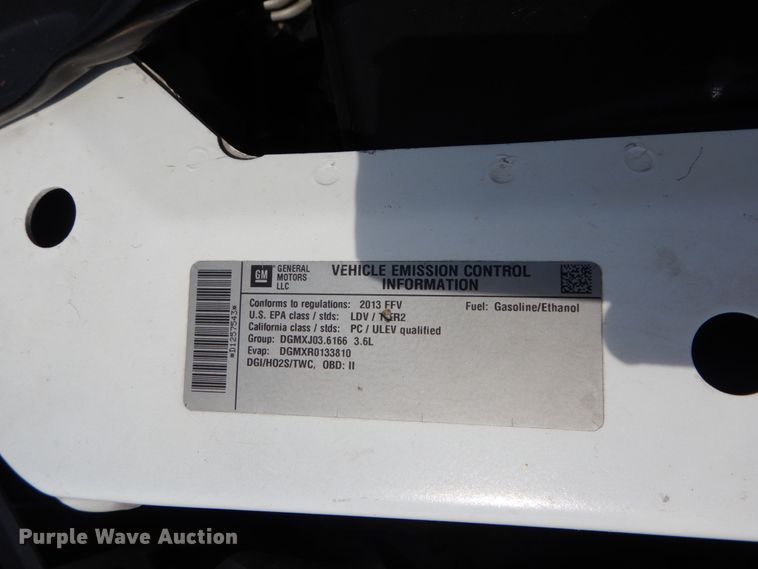 GM
GENERAL
MOTORS
LLC
VEHICLE EMISSION CONTROL
INFORMATION
Conforms to regulations: 2013 FFV
Fuel: Gasoline/Ethanol
U.S. EPA class / stds: LDV /
California class / stds: PC / ULEV qualified
Group: DGMXJ03.6166 3.6L
Evap: DGMXR0133810
DGI/HO2S/TWC, OBD: II
*D1257543*
Purple Wave Auction